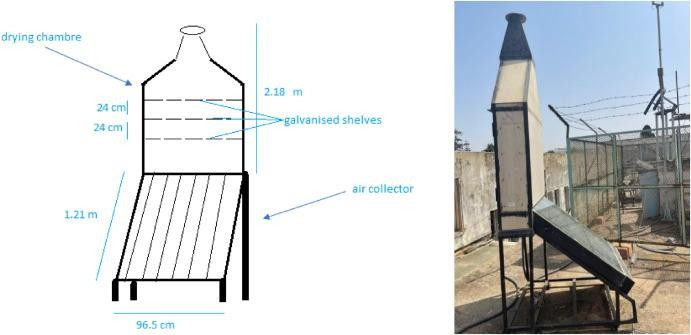 drying chambre
2.18 m
24 cm
24 cm
galvanised shelves
air collector
1.21 m
96.5 cm